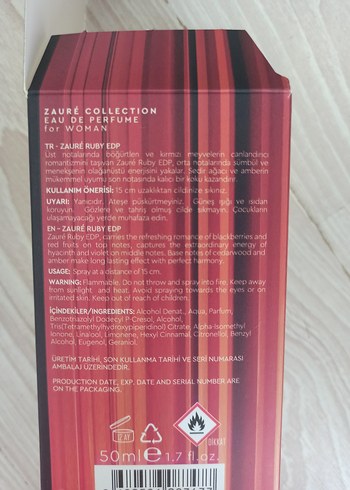 ZAURÉ COLLECTION
EAU DE PERFUME
for WOMAN
TR - ZAURÉ RUBY EDP
Üst notalarında böğürtlen ve kırmızı meyvelerin canlandırıcı
romantizmini taşıyan Zauré Ruby EDP, orta notalarında sümbül ve
menekşenin olağanüstü enerjisini yakalar. Sedir ağacı ve amberin
mükemmel uyumu son notasında kalıcı bir koku kazandırır.
KULLANIM ÖNERİSİ: 15 cm uzaklıktan cildinize sıkınız.
UYARI: Yanıcıdır. Ateşe püskürtmeyiniz. Güneş ışığı ve ısıdan
koruyun. Gözlere ve tahriş olmuş cilde sıkmayın. Çocukların
ulaşamayacağı yerde muhafaza edin.
EN - ZAURÉ RUBY EDP
Zauré Ruby EDP, carries the refreshing romance of blackberries and
red fruits on top notes, captures the extraordinary energy of
hyacinth and violet on middle notes. Base notes of cedarwood and
amber make long lasting effect with perfect harmony.
USAGE: Spray at a distance of 15 cm.
WARNING: Flammable. Do not throw and spray into fire. Keep away
from sunlight and heat. Avoid spraying towards the eyes or on
irritated skin. Keep out of reach of children.
İÇİNDEKİLER/INGREDIENTS: Alcohol Denat., Aqua, Parfum,
Benzotriazolyl Dodecyl P-Cresol, Alcohol,
Tris(Tetramethylhydroxypiperidinol) Citrate, Alpha-Isomethyl
Ionone, Linalool, Limonene, Hexyl Cinnamal, Citronellol, Benzyl
Alcohol, Eugenol, Geraniol.
ÜRETİM TARİHİ, SON KULLANMA TARİHİ VE SERİ NUMARASI
AMBALAJ ÜZERİNDEDİR.
PRODUCTION DATE, EXP. DATE AND SERIAL NUMBER ARE
ON THE PACKAGING.
DİKKAT
50ml e 1.7 fl.oz.